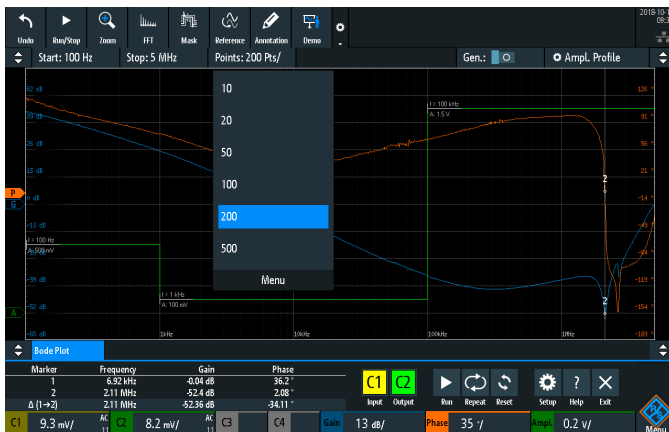 2018-10-1
09:3
Undo Run/Stop Zoom FFT Mask Reference Annotation Demo
Start: 100 Hz Stop: 5 MHz Points: 200 Pts/ Gen.: Ampl. Profile
10
20
50
100
200
500
Menu
52 dB
39 dB
26 dB
13 dB
0 dB
-13 dB
-39 dB
-52 dB
-65 dB
126 °
91 °
56 °
21 °
-14
-49
-84
-119
-154
-189 °
P
G
A
f > 100 Hz
A: 500 mV
f > 1 kHz
A: 100 mV
f > 100 kHz
A: 1.5 V
2
2
1kHz 10kHz 100kHz 1MHz
Bode Plot
Marker Frequency Gain Phase
1 6.92 kHz -0.04 dB 36.2 °
2 2.11 MHz -52.4 dB 2.08 °
Δ (1→2) 2.11 MHz -52.36 dB -34.11 °
C1 C2
Input Output Run Repeat Reset Setup Help Exit
C1 9.3 mV/ AC 1:1 C2 8.2 mV/ AC 1:1 C3 C4 Gain 13 dB/ Phase 35 °/ Ampl. 0.2 V/ Menu